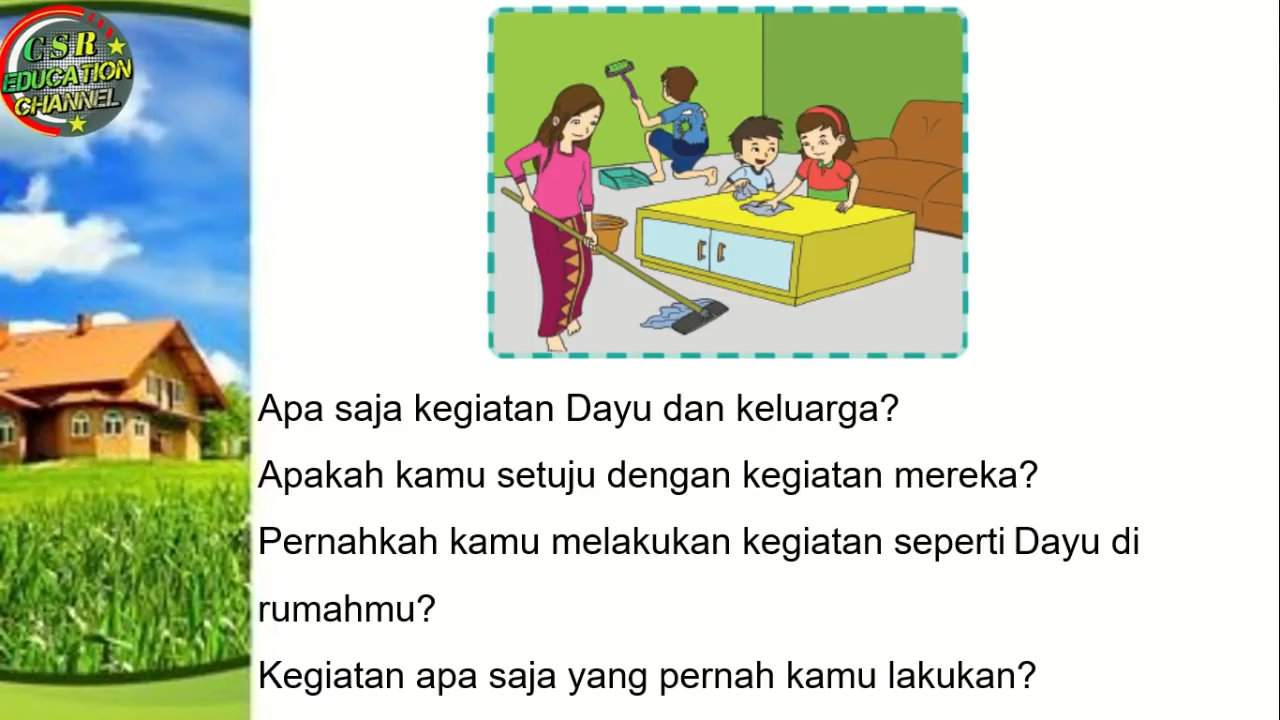 CSR
EDUCATION
CHANNEL
Apa saja kegiatan Dayu dan keluarga?
Apakah kamu setuju dengan kegiatan mereka?
Pernahkah kamu melakukan kegiatan seperti Dayu di
rumahmu?
Kegiatan apa saja yang pernah kamu lakukan?